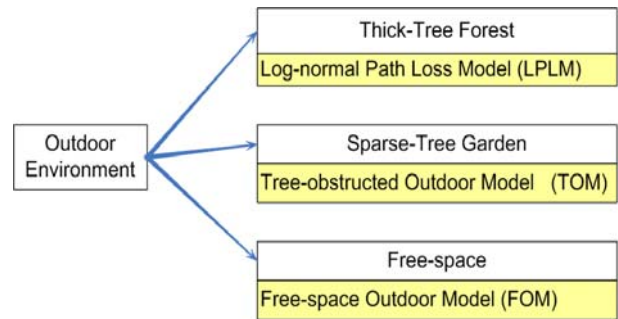 Outdoor
Environment
Thick-Tree Forest
Log-normal Path Loss Model (LPLM)
Sparse-Tree Garden
Tree-obstructed Outdoor Model (TOM)
Free-space
Free-space Outdoor Model (FOM)